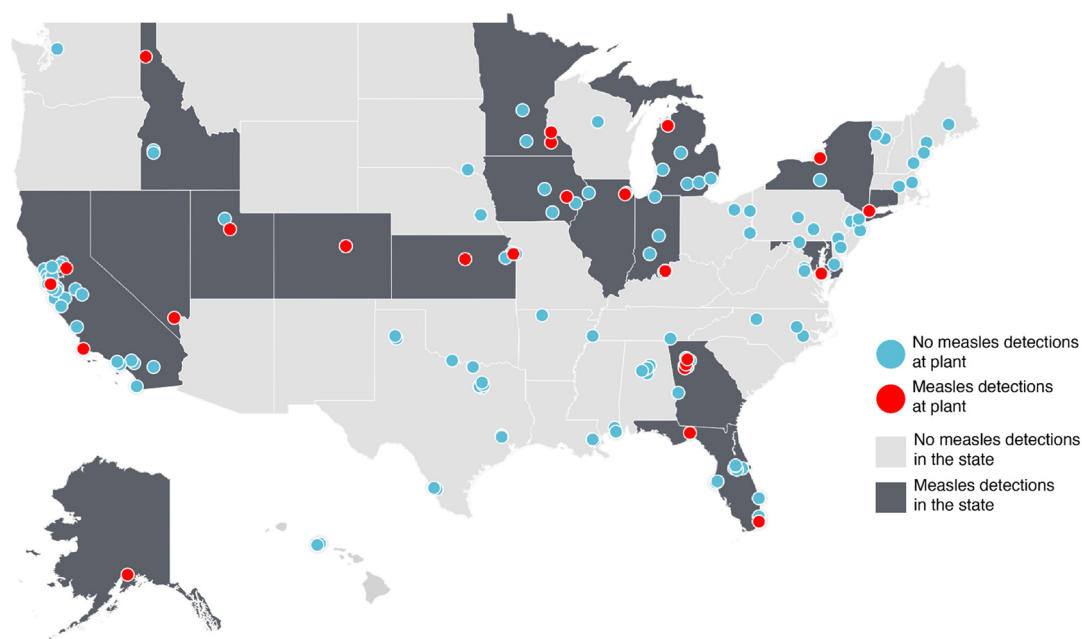 No measles detections
at plant
Measles detections
at plant
No measles detections
in the state
Measles detections
in the state